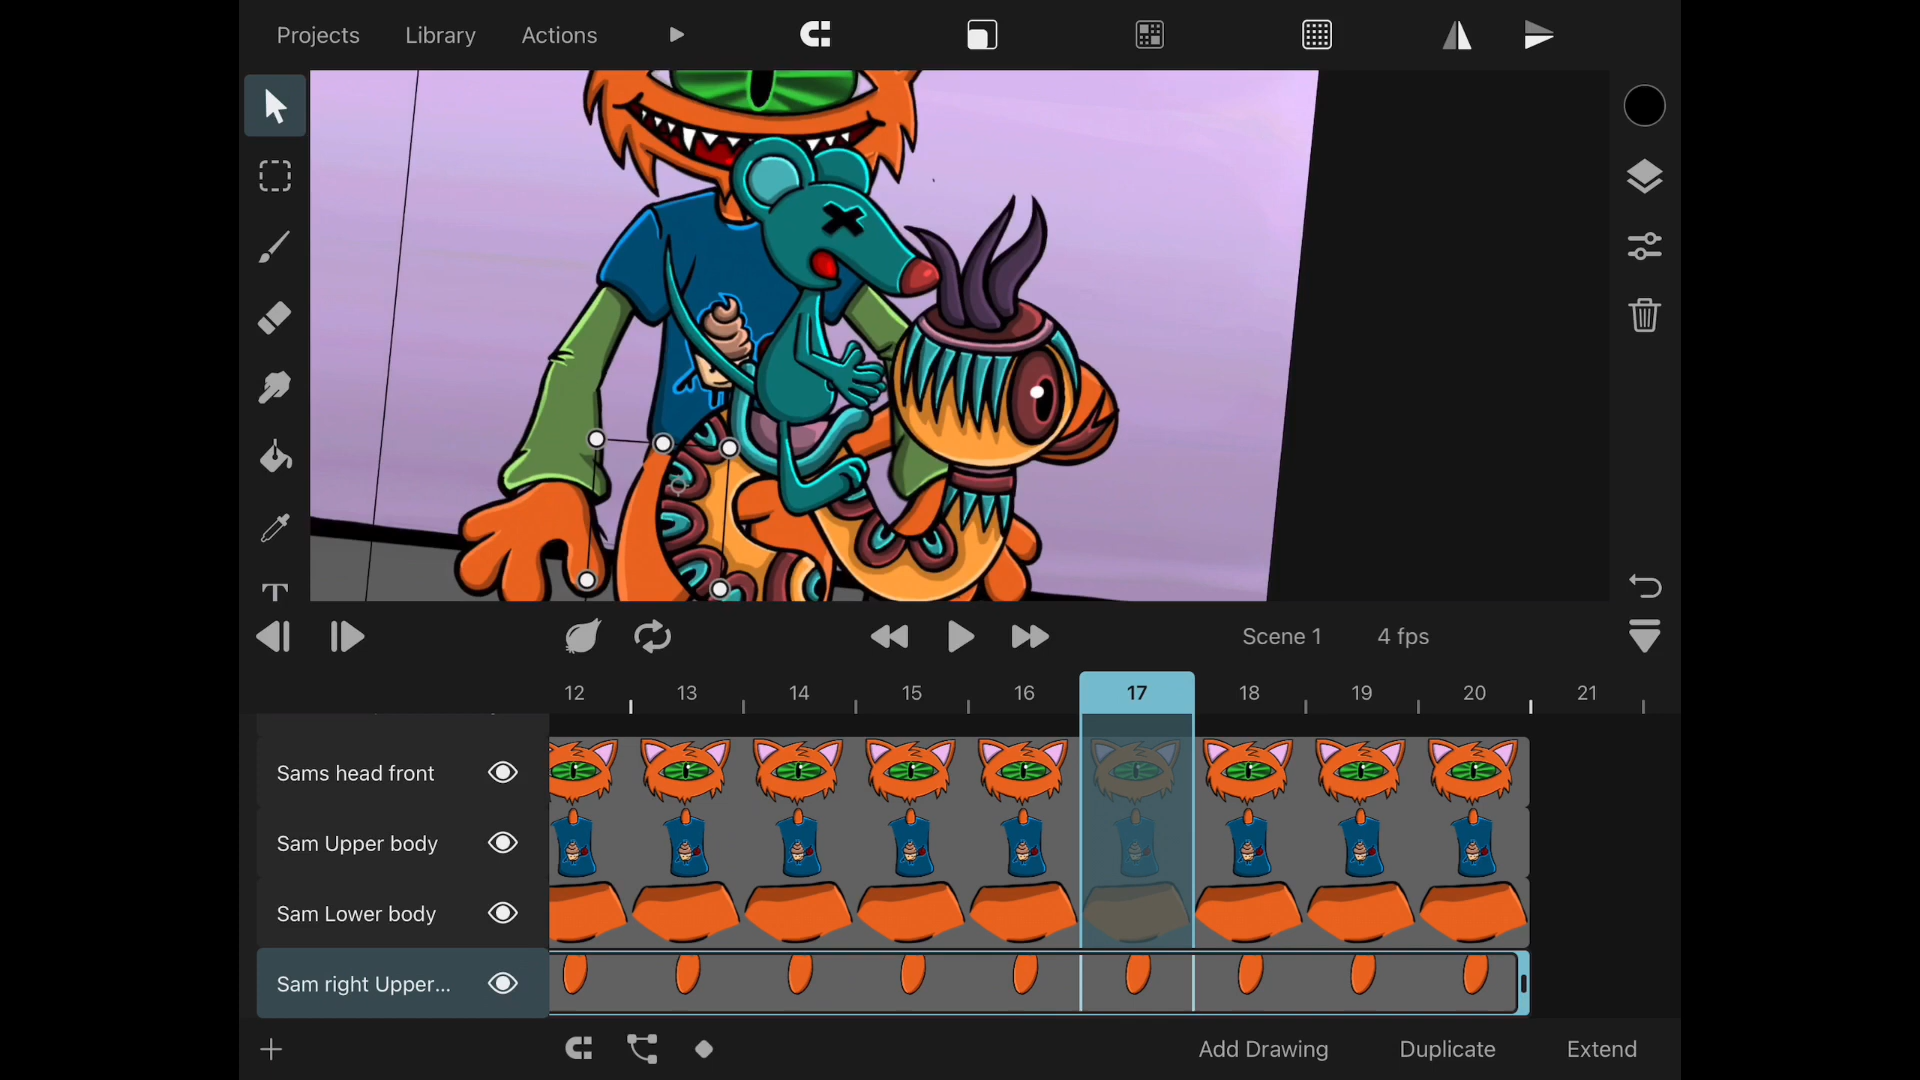 Projects
Library
Actions
T
Scene 1
4 fps
12
13
14
15
16
17
18
19
20
21
Sams head front
Sam Upper body
Sam Lower body
Sam right Upper...
Add Drawing
Duplicate
Extend